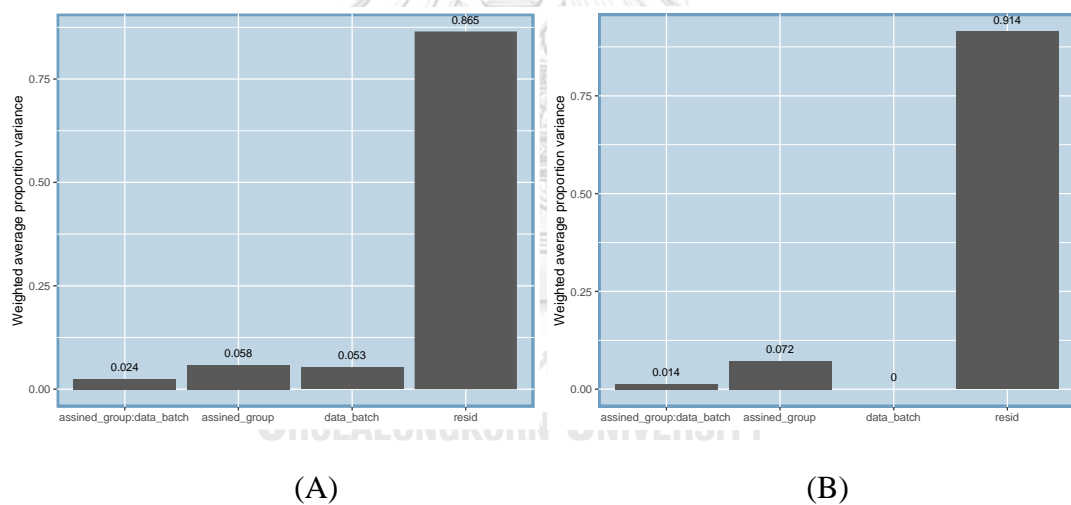 0.865
0.75
0.50
0.25
0.00
Weighted average proportion variance
0.024
0.058
0.053
assined_group:data_batch
assined_group
data_batch
resid
0.914
0.75
0.50
0.25
0.00
Weighted average proportion variance
0.014
0.072
0
assined_group:data_batch
assined_group
data_batch
resid
CHULALONGKORN UNIVERSITY
(A)
(B)